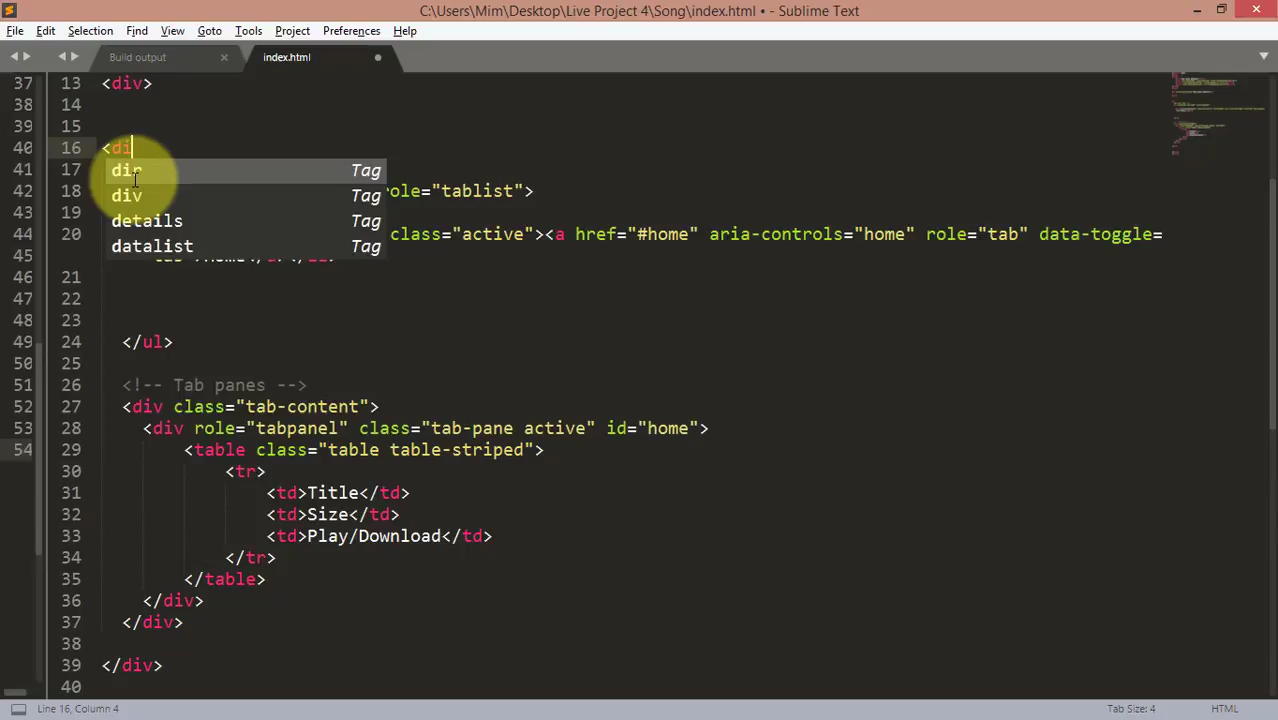 C:\Users\Mim\Desktop\Live Project 4\Song\index.html • - Sublime Text
File Edit Selection Find View Goto Tools Project Preferences Help
Build output × index.html
37 13 <div>
38 14
39 15
40 16 <di
41 17 dir Tag
42 18 role="tablist">
div Tag
43 19
details Tag
44 20 class="active"><a href="#home" aria-controls="home" role="tab" data-toggle=
datalist Tag
45
46 21
47 22
48 23
49 24 </ul>
50 25
51 26 <!-- Tab panes -->
52 27 <div class="tab-content">
53 28 <div role="tabpanel" class="tab-pane active" id="home">
54 29 <table class="table table-striped">
30 <tr>
31 <td>Title</td>
32 <td>Size</td>
33 <td>Play/Download</td>
34 </tr>
35 </table>
36 </div>
37 </div>
38
39 </div>
40
Line 16, Column 4 Tab Size: 4 HTML